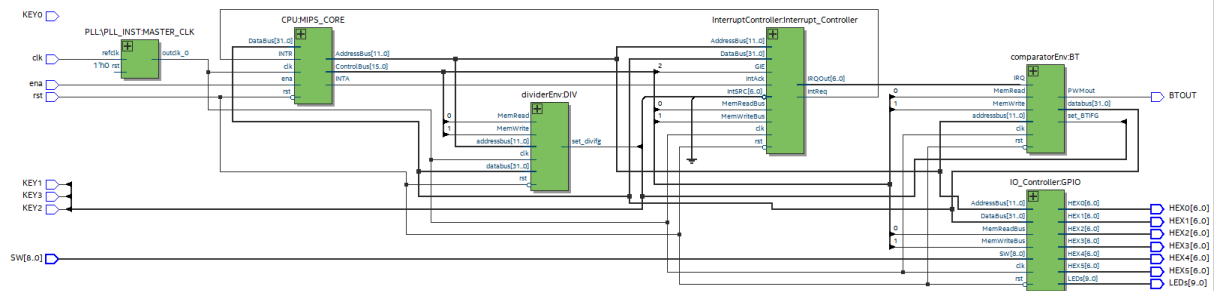 KEY0
clk
ena
rst
KEY1
KEY3
KEY2
SW[8..0]
PLL:PLL_INST:MASTER_CLK
refclk
1'h0 rst
outclk_0
CPU:MIPS_CORE
DataBus[31..0]
INTR
clk
ena
rst
AddressBus[11..0]
ControlBus[15..0]
INTA
0
1
dividerEnv:DIV
MemRead
MemWrite
addressbus[11..0]
clk
databus[31..0]
rst
set_divifg
2
0
1
InterruptController:Interrupt_Controller
AddressBus[11..0]
DataBus[31..0]
GIE
IntAck
IntSRC[6..0]
MemReadBus
MemWriteBus
clk
rst
IRQOut[6..0]
IntReq
0
1
comparatorEnv:BT
IRQ
MemRead
MemWrite
addressbus[11..0]
clk
rst
PWMout
databus[31..0]
set_BTIFG
BTOUT
0
1
IO_Controller:GPIO
AddressBus[11..0]
DataBus[31..0]
MemReadBus
MemWriteBus
SW[8..0]
clk
rst
HEX0[6..0]
HEX1[6..0]
HEX2[6..0]
HEX3[6..0]
HEX4[6..0]
HEX5[6..0]
LEDs[9..0]
HEX0[6..0]
HEX1[6..0]
HEX2[6..0]
HEX3[6..0]
HEX4[6..0]
HEX5[6..0]
LEDs[9..0]